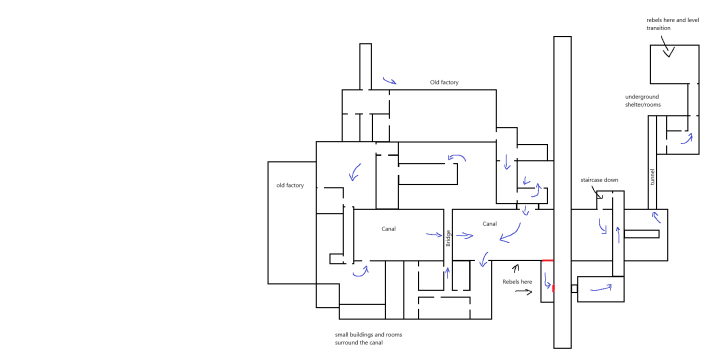 rebels here and level
transition
Old factory
underground
shelter/rooms
tunnel
staircase down
old factory
Canal
Bridge
Canal
Rebels here
small buildings and rooms
surround the canal